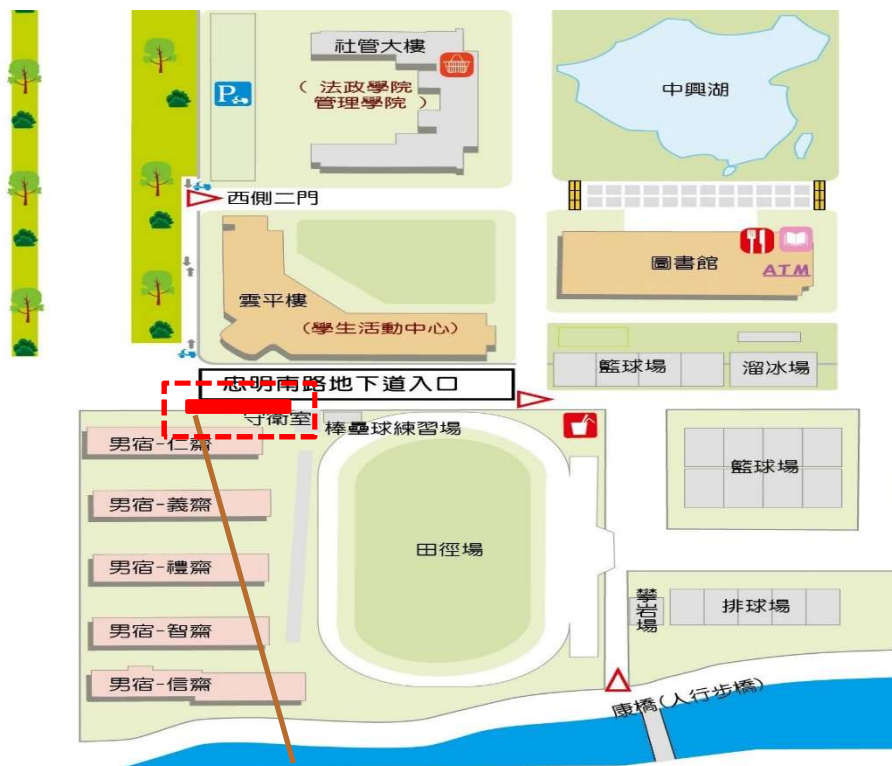 社管大樓
( 法政學院
管理學院 )
中興湖
P
西側二門
圖書館
ATM
雲平樓
(學生活動中心)
籃球場
溜冰場
忠明南路地下道入口
守衛室
棒壘球練習場
男宿-仁齋
籃球場
男宿-義齋
田徑場
男宿-禮齋
攀岩場
排球場
男宿-智齋
男宿-信齋
康橋(人行步橋)